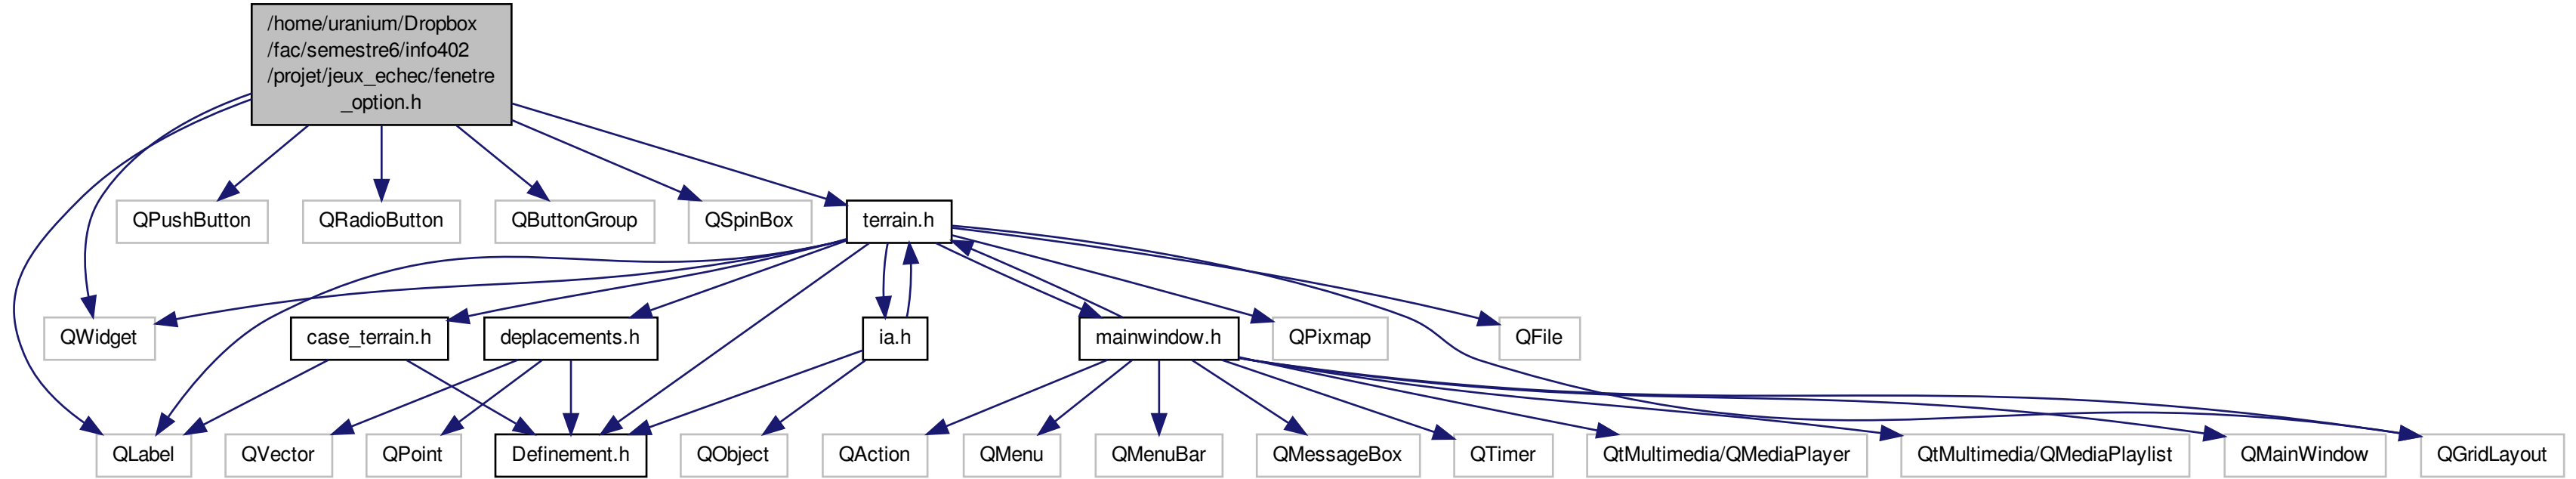 /home/uranium/Dropbox
/fac/semestre6/info402
/projet/jeux_echec/fenetre
_option.h
QPushButton
QRadioButton
QButtonGroup
QSpinBox
terrain.h
QWidget
case_terrain.h
deplacements.h
ia.h
mainwindow.h
QPixmap
QFile
QLabel
QVector
QPoint
Definement.h
QObject
QAction
QMenu
QMenuBar
QMessageBox
QTimer
QtMultimedia/QMediaPlayer
QtMultimedia/QMediaPlaylist
QMainWindow
QGridLayout